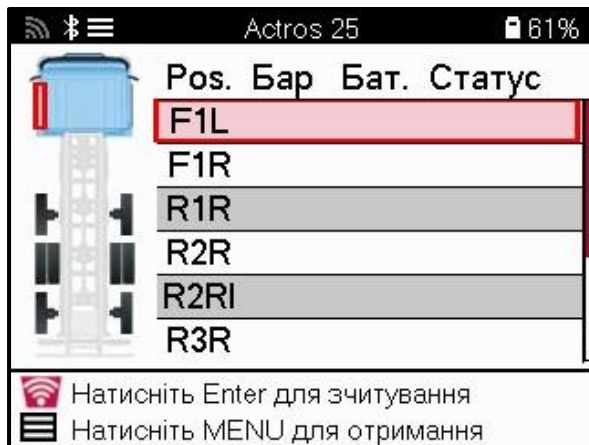 Actros 25 61%
Pos. Бар Бат. Статус
F1L
F1R
R1R
R2R
R2RI
R3R
Натисніть Enter для зчитування
Натисніть MENU для отримання